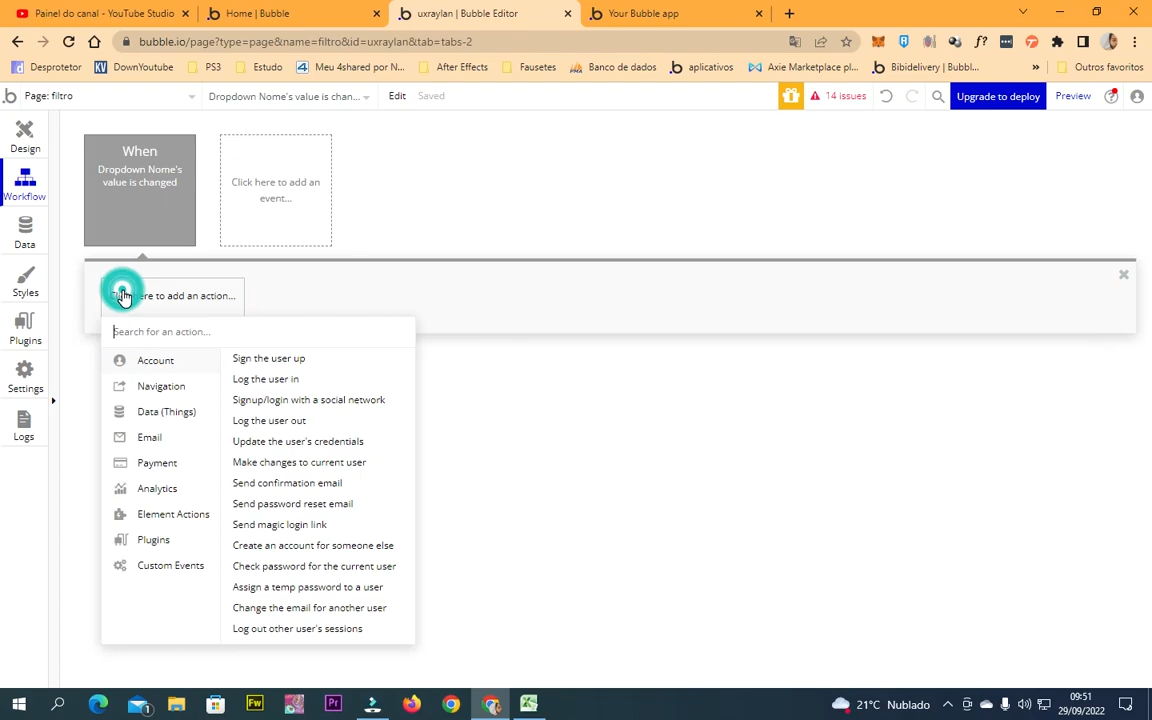 Painel do canal - YouTube Studio
Home | Bubble
uxraylan | Bubble Editor
Your Bubble app
bubble.io/page?type=page&name=filtro&id=uxraylan&tab=tabs-2
Desprotetor
DownYoutube
PS3
Estudo
Meu 4shared por N...
After Effects
Fausetes
Banco de dados
aplicativos
Axie Marketplace pl...
Bibidelivery | Bubbl...
Outros favoritos
Page: filtro
Dropdown Nome's value is chan...
Edit
Saved
14 issues
Upgrade to deploy
Preview
Design
Workflow
Data
Styles
Plugins
Settings
Logs
When
Dropdown Nome's
value is changed
Click here to add an
event...
here to add an action...
Search for an action...
Account
Navigation
Data (Things)
Email
Payment
Analytics
Element Actions
Plugins
Custom Events
Sign the user up
Log the user in
Signup/login with a social network
Log the user out
Update the user's credentials
Make changes to current user
Send confirmation email
Send password reset email
Send magic login link
Create an account for someone else
Check password for the current user
Assign a temp password to a user
Change the email for another user
Log out other user's sessions
21°C Nublado
09:51
29/09/2022